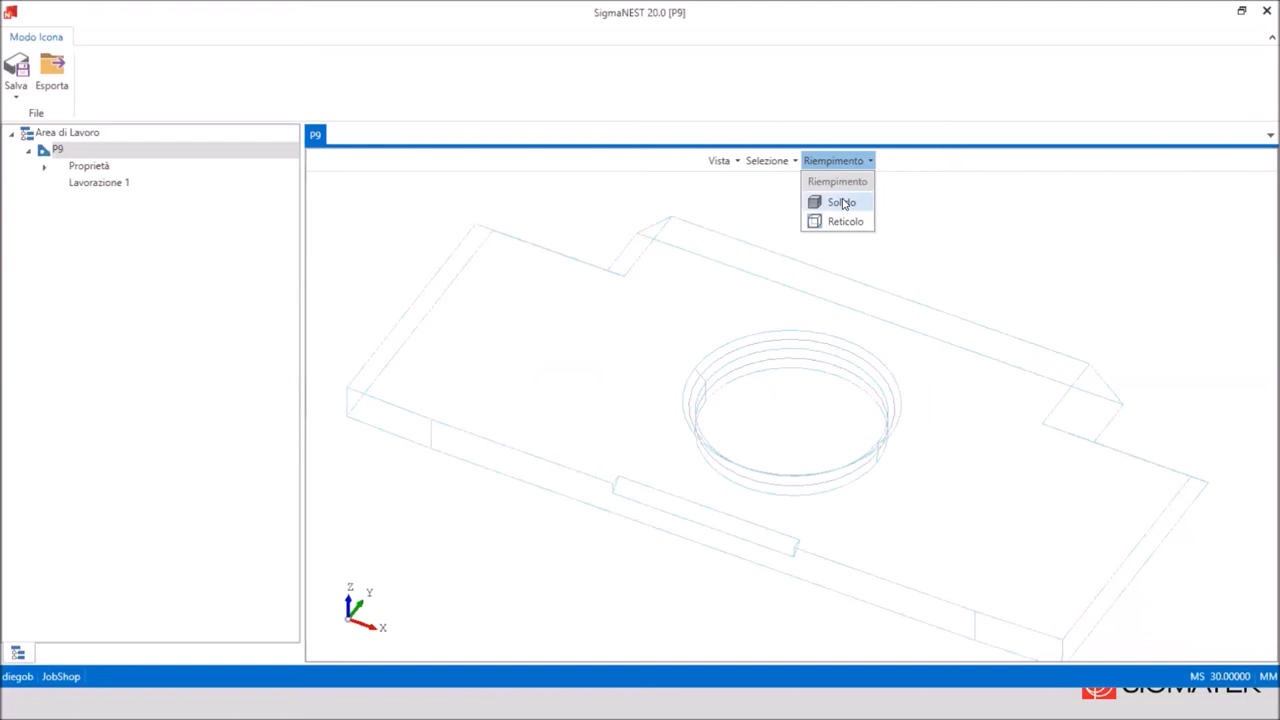 SigmaNEST 20.0 [P9]
Modo Icona
Salva
Esporta
File
Area di Lavoro
P9
Proprietà
Lavorazione 1
P9
Vista
Selezione
Riempimento
Riempimento
Reticolo
Z
Y
X
diegob
JobShop
MS 30.00000
MM